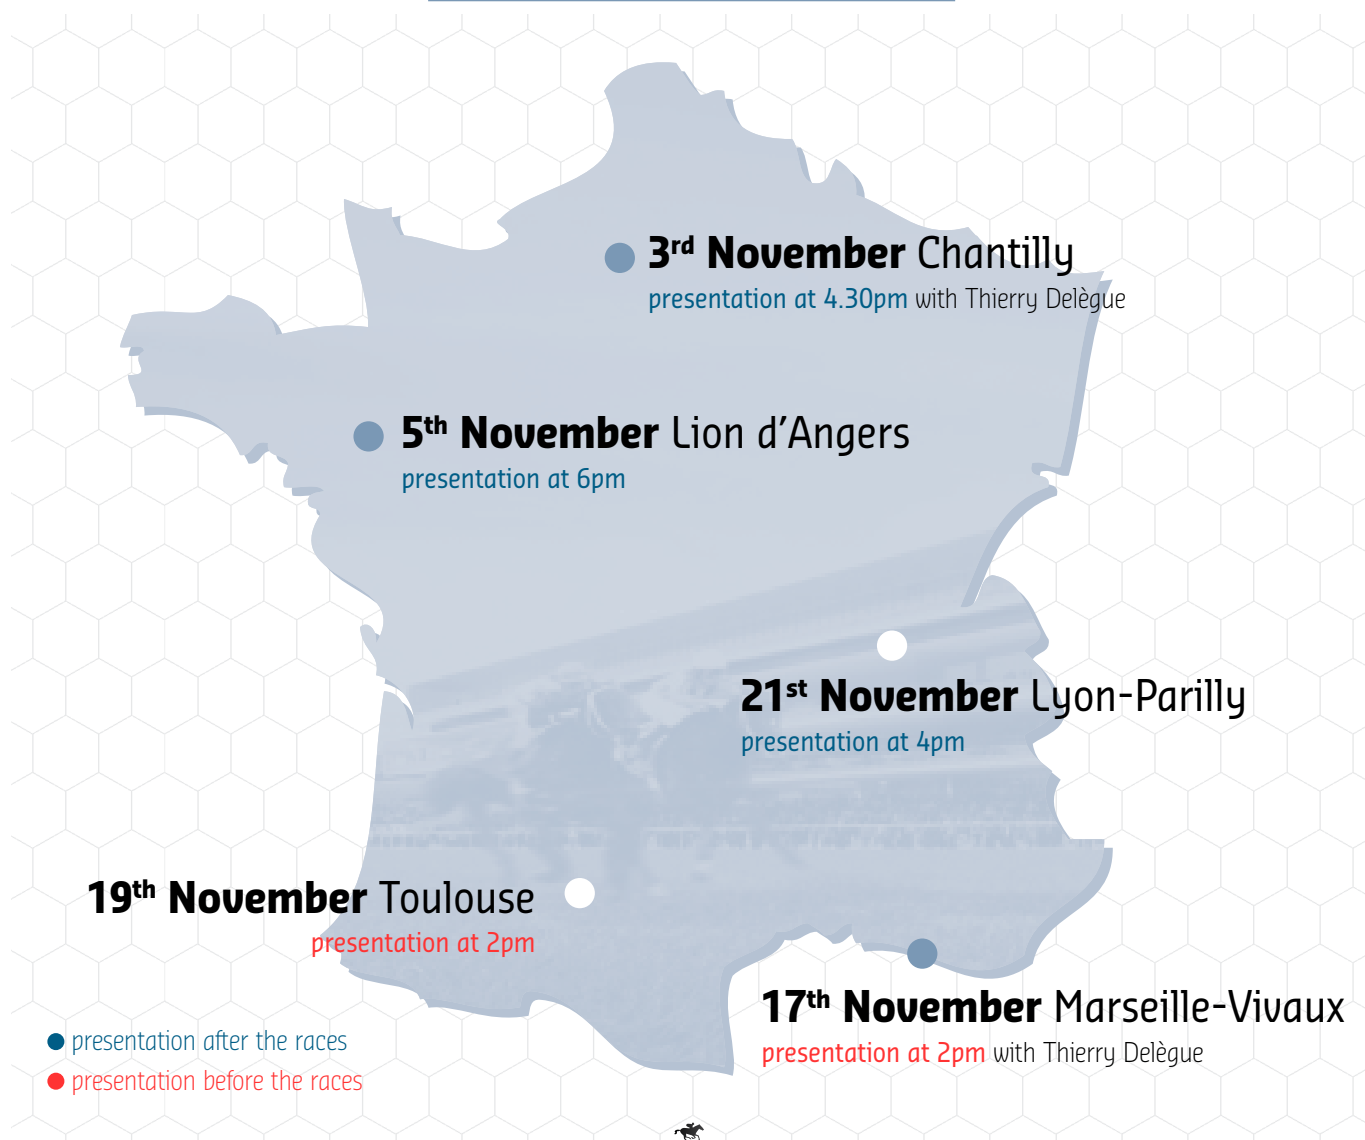 3rd November Chantilly
presentation at 4.30pm with Thierry Delègue
5th November Lion d’Angers
presentation at 6pm
21st November Lyon-Parilly
presentation at 4pm
19th November Toulouse
presentation at 2pm
17th November Marseille-Vivaux
presentation at 2pm with Thierry Delègue
presentation after the races
presentation before the races